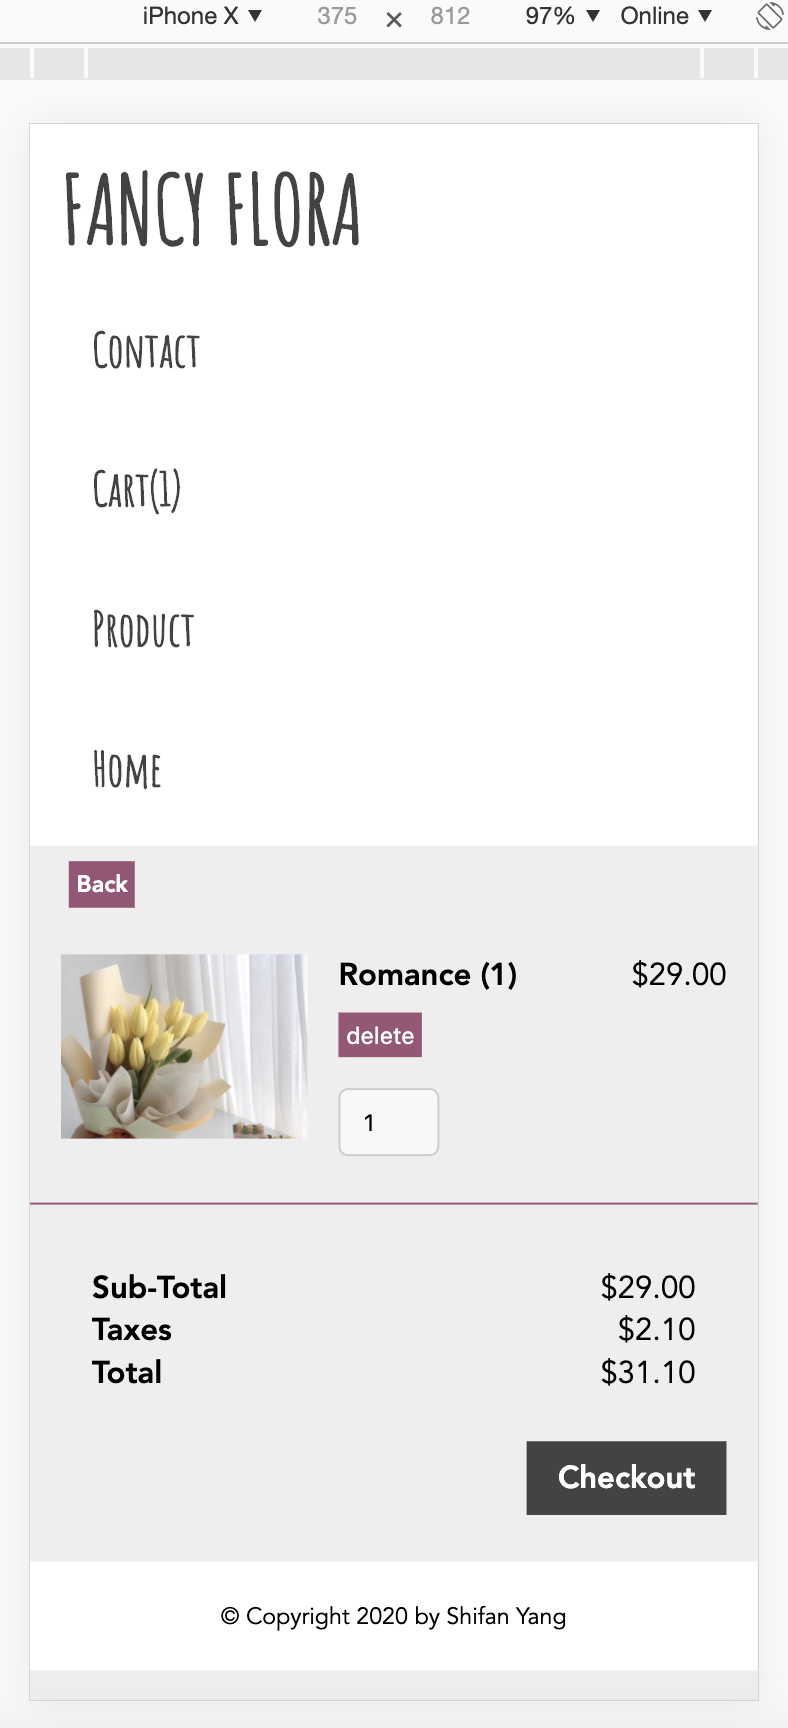 iPhone X ▼ 375 × 812 97% ▼ Online ▼
FANCY FLORA
Contact
Cart(1)
Product
Home
Back
Romance (1) $29.00
delete
1
Sub-Total $29.00
Taxes $2.10
Total $31.10
Checkout
© Copyright 2020 by Shifan Yang